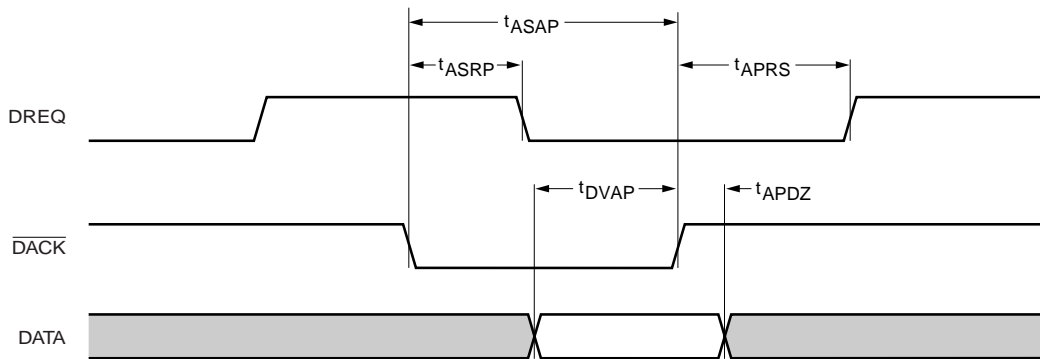 tASAP
tASRP
tAPRS
DREQ
tDVAP
tAPDZ
DACK
DATA